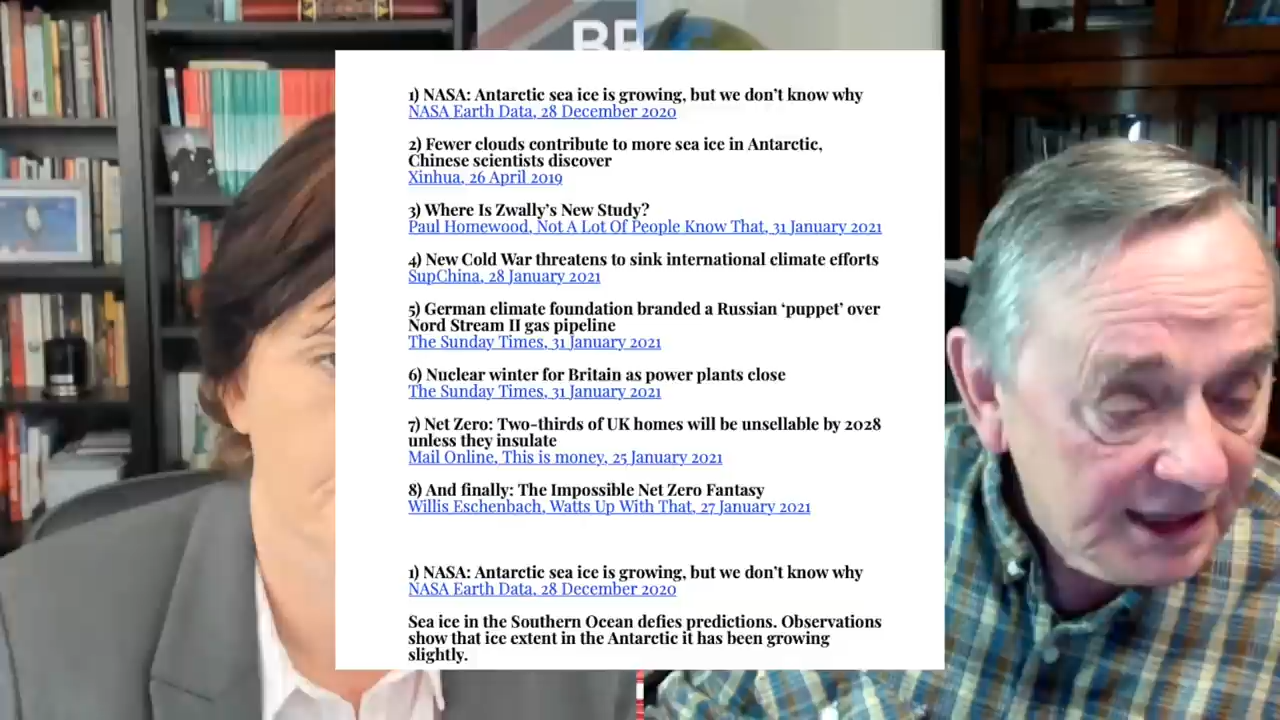 BR
1) NASA: Antarctic sea ice is growing, but we don't know why
NASA Earth Data, 28 December 2020
2) Fewer clouds contribute to more sea ice in Antarctic,
Chinese scientists discover
Xinhua, 26 April 2019
3) Where Is Zwally's New Study?
Paul Homewood, Not A Lot Of People Know That, 31 January 2021
4) New Cold War threatens to sink international climate efforts
SupChina, 28 January 2021
5) German climate foundation branded a Russian 'puppet' over
Nord Stream II gas pipeline
The Sunday Times, 31 January 2021
6) Nuclear winter for Britain as power plants close
The Sunday Times, 31 January 2021
7) Net Zero: Two-thirds of UK homes will be unsellable by 2028
unless they insulate
Mail Online, This is money, 25 January 2021
8) And finally: The Impossible Net Zero Fantasy
Willis Eschenbach, Watts Up With That, 27 January 2021
1) NASA: Antarctic sea ice is growing, but we don't know why
NASA Earth Data, 28 December 2020
Sea ice in the Southern Ocean defies predictions. Observations
show that ice extent in the Antarctic it has been growing
slightly.